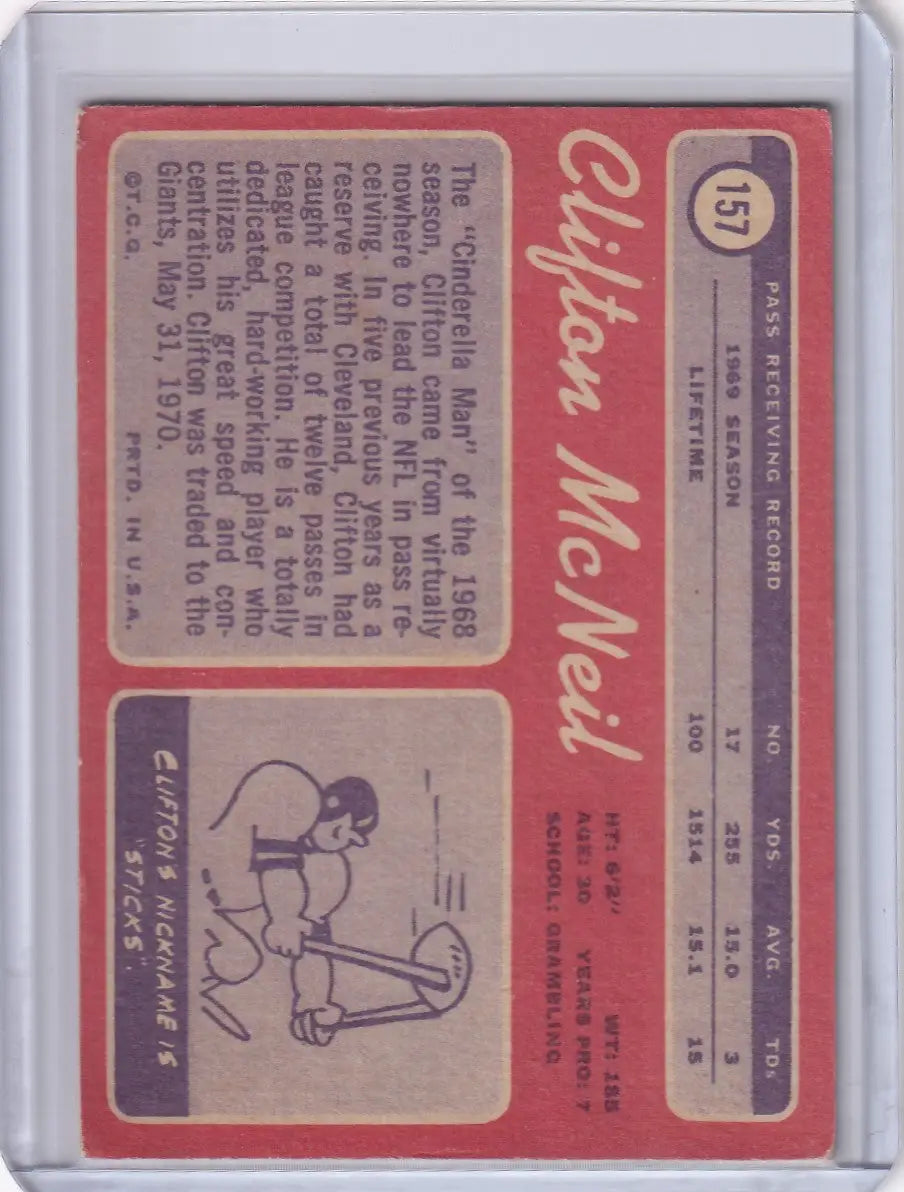 157
PASS RECEIVING RECORD NO. YDS. AVG. TDs
1969 SEASON 17 255 15.0 3
LIFETIME 100 1514 15.1 15
Clifton McNeil
HT: 6'2" WT: 185
AGE: 30 YEARS PRO: 7
SCHOOL: GRAMBLING
The "Cinderella Man" of the 1968
season, Clifton came from virtually
nowhere to lead the NFL in pass re-
ceiving. In five previous years as a
reserve with Cleveland, Clifton had
caught a total of twelve passes in
league competition. He is a totally
dedicated, hard-working player who
utilizes his great speed and con-
centration. Clifton was traded to the
Giants, May 31, 1970.
©T.C.G. PRTD. IN U.S.A.
CLIFTON'S NICKNAME IS
"STICKS".